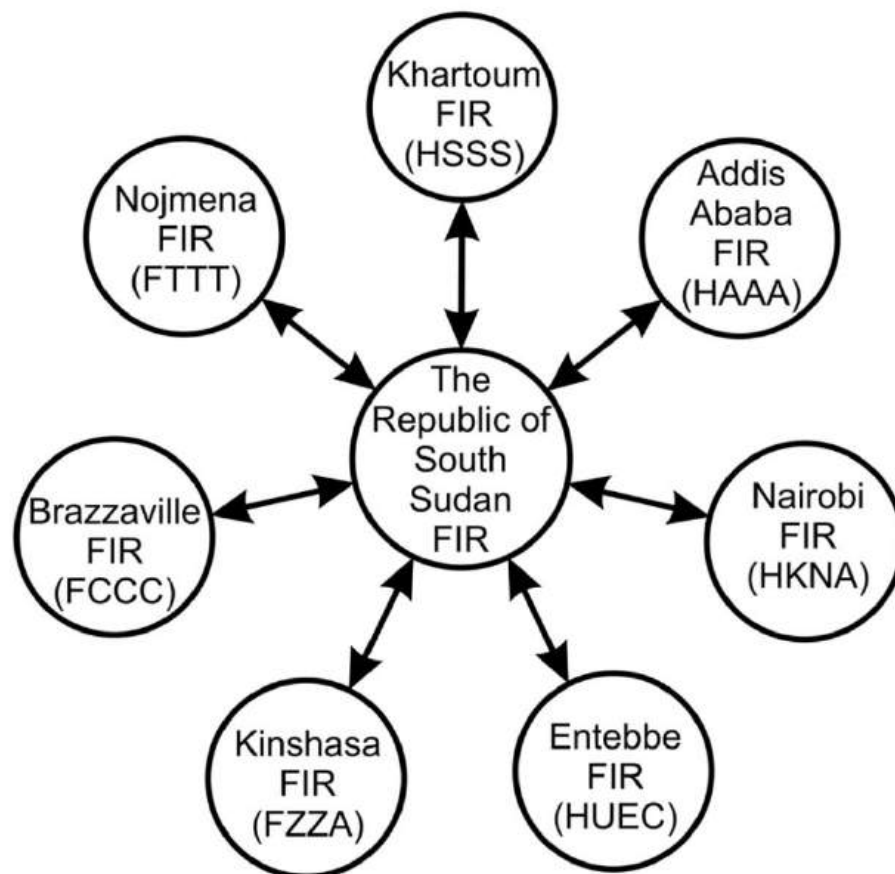 Khartoum
FIR
(HSSS)
Nojmena
FIR
(FTTT)
Addis
Ababa
FIR
(HAAA)
The
Republic of
South
Sudan
FIR
Brazzaville
FIR
(FCCC)
Nairobi
FIR
(HKNA)
Kinshasa
FIR
(FZZA)
Entebbe
FIR
(HUEC)